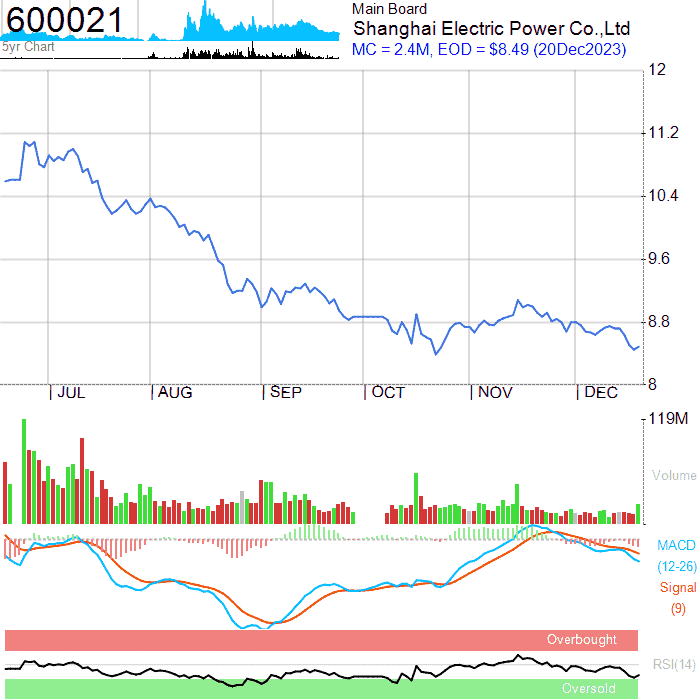 600021
5yr Chart
Main Board
Shanghai Electric Power Co.,Ltd
MC = 2.4M, EOD = $8.49 (20Dec2023)
12
11.2
10.4
9.6
8.8
8
JUL AUG SEP OCT NOV DEC
119M
Volume
MACD
(12-26)
Signal
(9)
Overbought
RSI(14)
Oversold